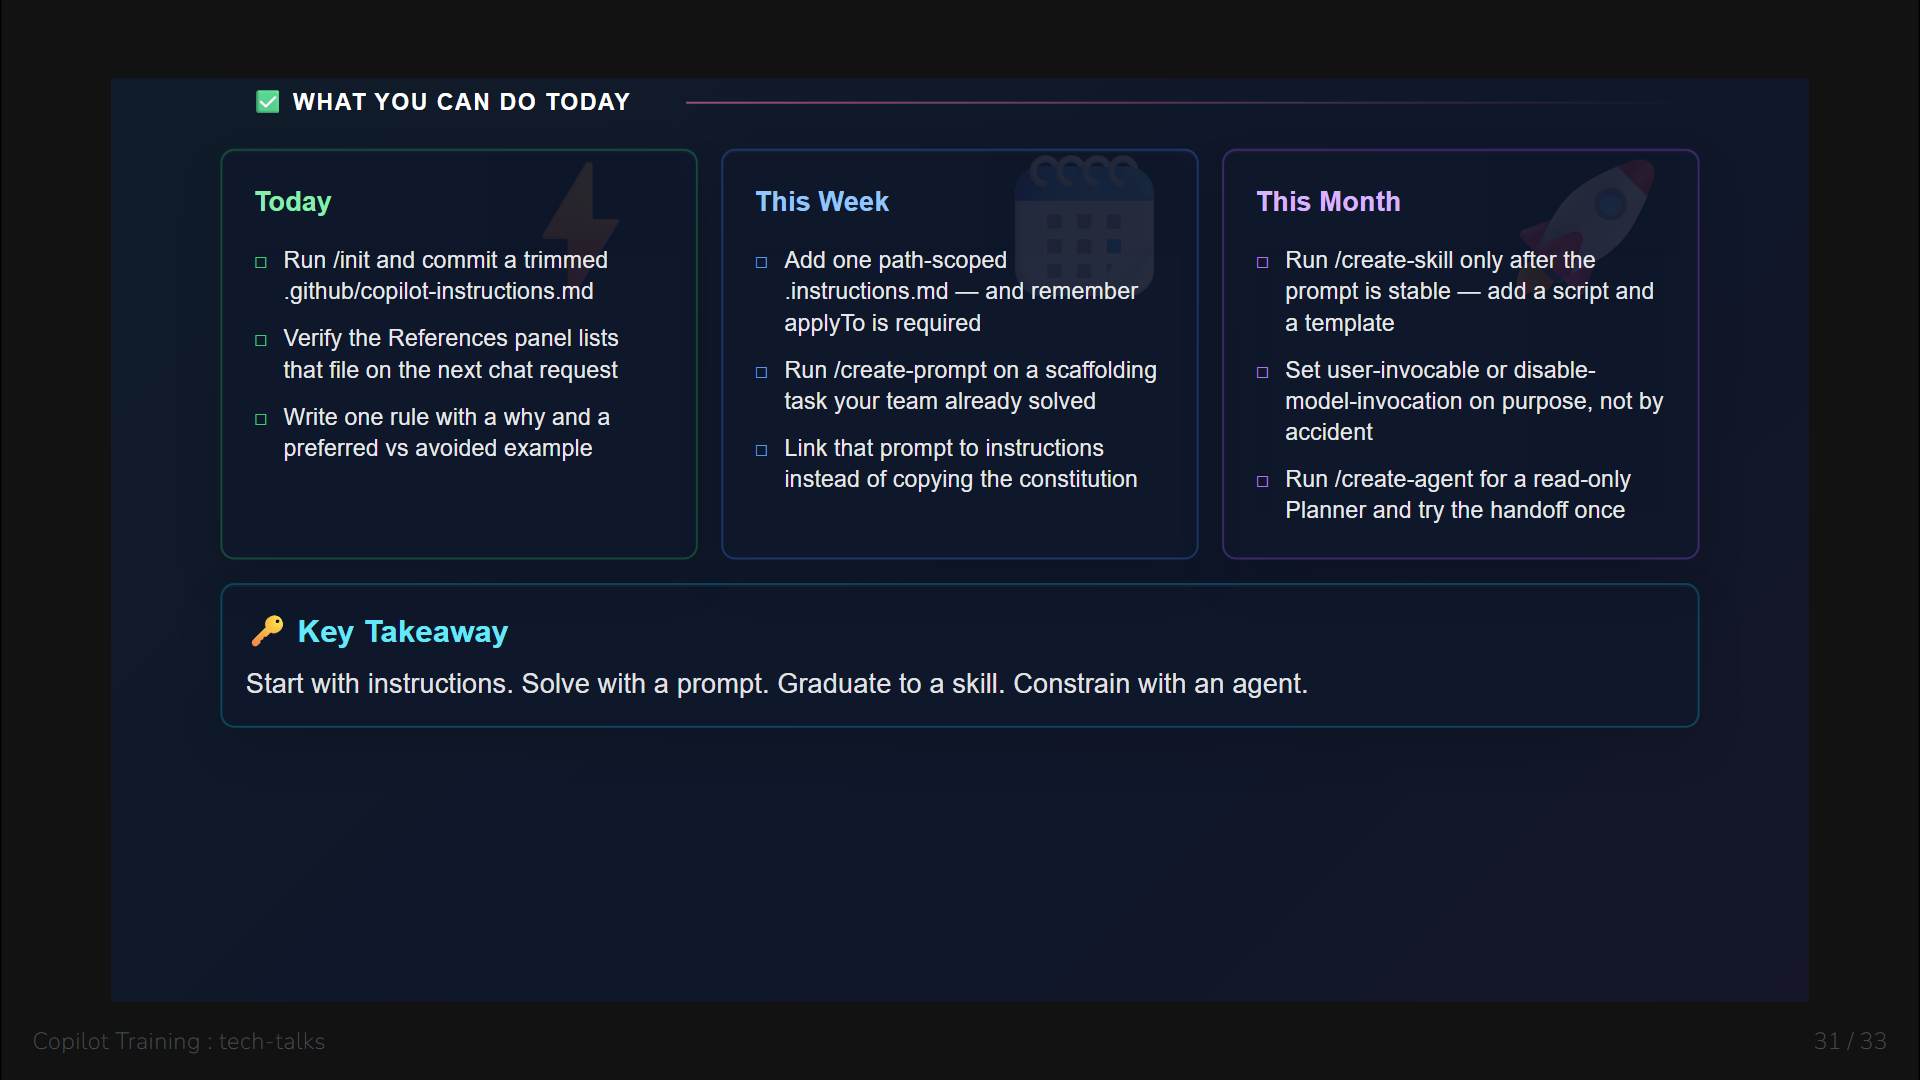 ✅ WHAT YOU CAN DO TODAY
Today
Run /init and commit a trimmed
.github/copilot-instructions.md
Verify the References panel lists
that file on the next chat request
Write one rule with a why and a
preferred vs avoided example
This Week
Add one path-scoped
.instructions.md — and remember
applyTo is required
Run /create-prompt on a scaffolding
task your team already solved
Link that prompt to instructions
instead of copying the constitution
This Month
Run /create-skill only after the
prompt is stable — add a script and
a template
Set user-invocable or disable-
model-invocation on purpose, not by
accident
Run /create-agent for a read-only
Planner and try the handoff once
🔑 Key Takeaway
Start with instructions. Solve with a prompt. Graduate to a skill. Constrain with an agent.
Copilot Training : tech-talks
31 / 33